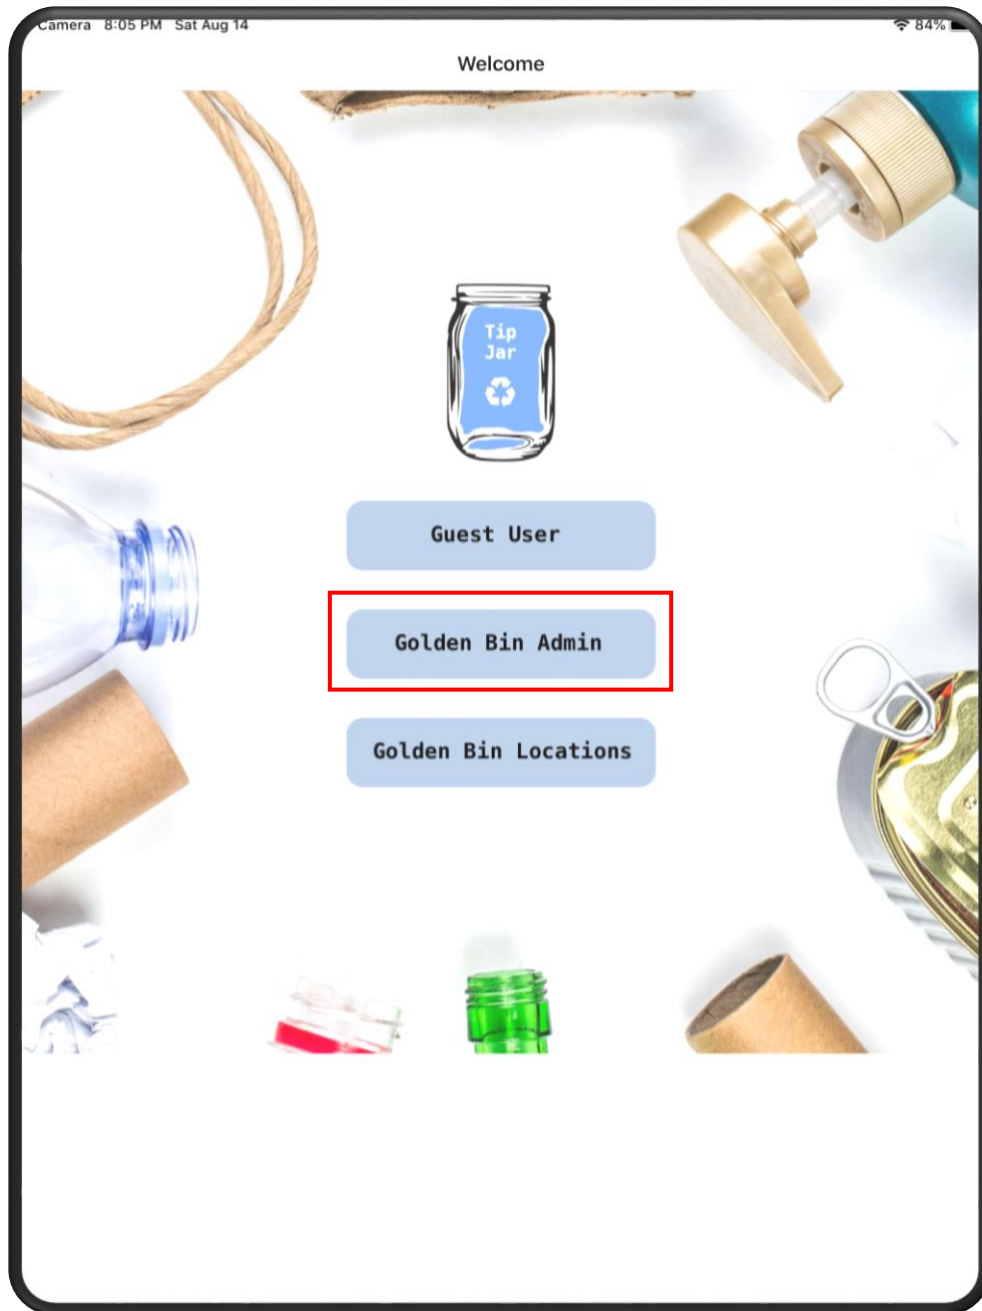 Camera 8:05 PM Sat Aug 14
84%
Welcome
Tip
Jar
Guest User
Golden Bin Admin
Golden Bin Locations